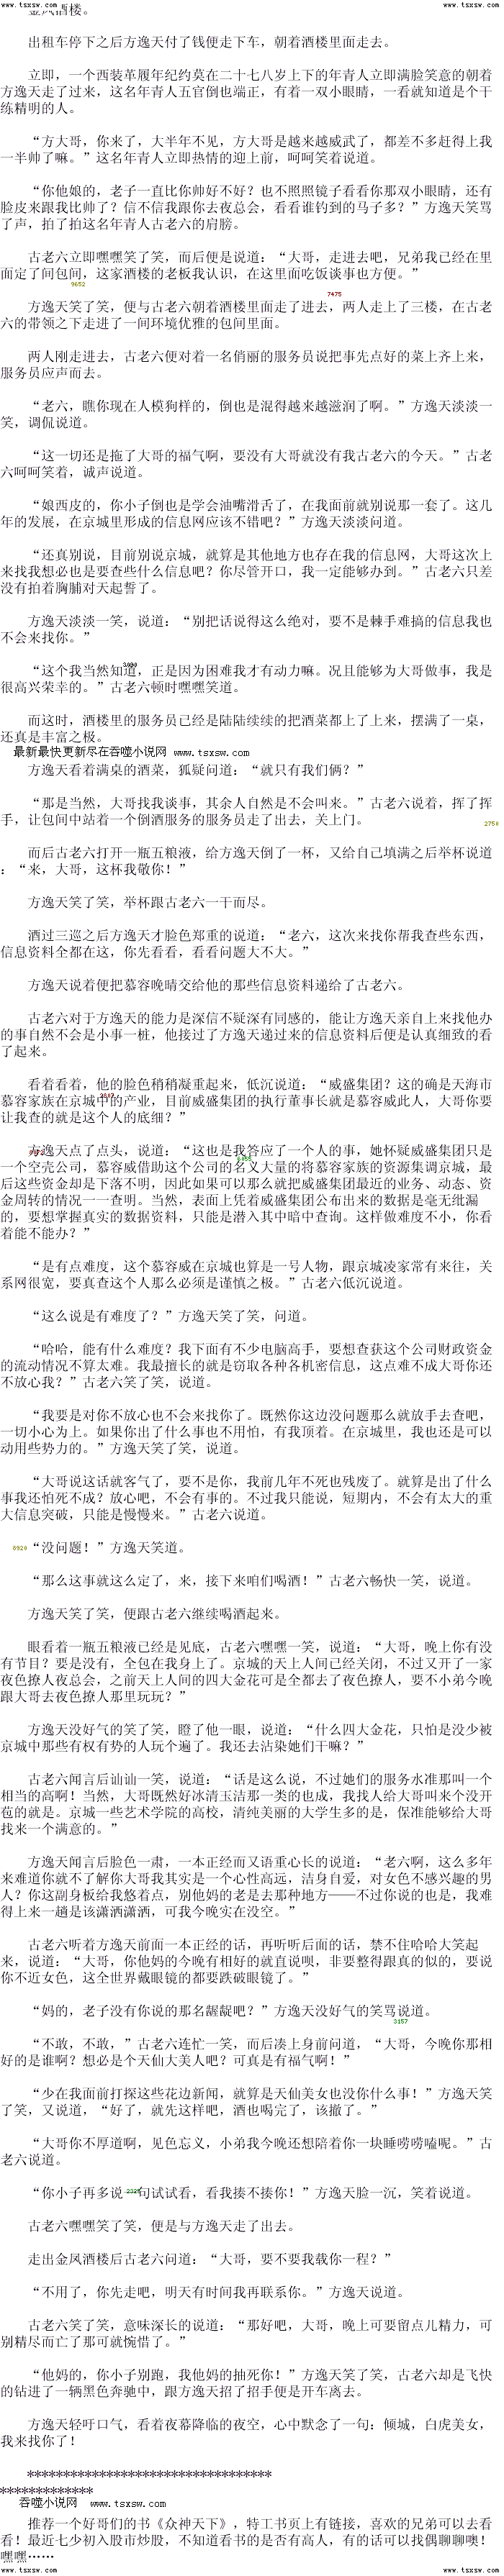 www.tsxsw.com www.tsxsw.com
酒楼。
出租车停下之后方逸天付了钱便走下车，朝着酒楼里面走去。
立即，一个西装革履年纪约莫在二十七八岁上下的年青人立即满脸笑意的朝着
方逸天走了过来，这名年青人五官倒也端正，有着一双小眼睛，一看就知道是个干
练精明的人。
“方大哥，你来了，大半年不见，方大哥是越来越威武了，都差不多赶得上我
一半帅了嘛。”这名年青人立即热情的迎上前，呵呵笑着说道。
“你他娘的，老子一直比你帅好不好？也不照照镜子看看你那双小眼睛，还有
脸皮来跟我比帅了？信不信我跟你去夜总会，看看谁钓到的马子多？”方逸天笑骂
了声，拍了拍这名年青人古老六的肩膀。
古老六立即嘿嘿笑了笑，而后便是说道：“大哥，走进去吧，兄弟我已经在里
面定了间包间，这家酒楼的老板我认识，在这里面吃饭谈事也方便。”
9652
7475
方逸天笑了笑，便与古老六朝着酒楼里面走了进去，两人走上了三楼，在古老
六的带领之下走进了一间环境优雅的包间里面。
两人刚走进去，古老六便对着一名俏丽的服务员说把事先点好的菜上齐上来，
服务员应声而去。
“老六，瞧你现在人模狗样的，倒也是混得越来越滋润了啊。”方逸天淡淡一
笑，调侃说道。
“这一切还是拖了大哥的福气啊，要没有大哥就没有我古老六的今天。”古老
六呵呵笑着，诚声说道。
“娘西皮的，你小子倒也是学会油嘴滑舌了，在我面前就别说那一套了。这几
年的发展，在京城里形成的信息网应该不错吧？”方逸天淡淡问道。
“还真别说，目前别说京城，就算是其他地方也存在我的信息网，大哥这次上
来找我想必也是要查些什么信息吧？你尽管开口，我一定能够办到。”古老六只差
没有拍着胸脯对天起誓了。
方逸天淡淡一笑，说道：“别把话说得这么绝对，要不是棘手难搞的信息我也
不会来找你。”
“这个我当然知道，正是因为困难我才有动力嘛。况且能够为大哥做事，我是
很高兴荣幸的。”古老六顿时嘿嘿笑道。
而这时，酒楼里的服务员已经是陆陆续续的把酒菜都上了上来，摆满了一桌，
还真是丰富之极。
最新最快更新尽在吞噬小说网 www.tsxsw.com
方逸天看着满桌的酒菜，狐疑问道：“就只有我们俩？”
“那是当然，大哥找我谈事，其余人自然是不会叫来。”古老六说着，挥了挥
手，让包间中站着一个倒酒服务的服务员走了出去，关上门。
2750
而后古老六打开一瓶五粮液，给方逸天倒了一杯，又给自己填满之后举杯说道
：“来，大哥，这杯我敬你！”
方逸天笑了笑，举杯跟古老六一干而尽。
酒过三巡之后方逸天才脸色郑重的说道：“老六，这次来找你帮我查些东西，
信息资料全都在这，你先看看，看看问题大不大。”
方逸天说着便把慕容晚晴交给他的那些信息资料递给了古老六。
古老六对于方逸天的能力是深信不疑深有同感的，能让方逸天亲自上来找他办
的事自然不会是小事一桩，他接过了方逸天递过来的信息资料后便是认真细致的看
了起来。
看着看着，他的脸色稍稍凝重起来，低沉说道：“威盛集团？这的确是天海市
慕容家族在京城中的产业，目前威盛集团的执行董事长就是慕容威此人，大哥你要
让我查的就是这个人的底细？”
方逸天点了点头，说道：“这也是我答应了一个人的事，她怀疑威盛集团只是
一个空壳公司，慕容威借助这个公司的名义大量的将慕容家族的资源集调京城，最
后这些资金却是下落不明，因此如果可以那么就把威盛集团最近的业务、动态、资
金周转的情况一一查明。当然，表面上凭着威盛集团公布出来的数据是毫无纰漏
的，要想掌握真实的数据资料，只能是潜入其中暗中查询。这样做难度不小，你看
着能不能办？”
“是有点难度，这个慕容威在京城也算是一号人物，跟京城凌家常有来往，关
系网很宽，要真查这个人那么必须是谨慎之极。”古老六低沉说道。
“这么说是有难度了？”方逸天笑了笑，问道。
“哈哈，能有什么难度？我下面有不少电脑高手，要想查获这个公司财政资金
的流动情况不算太难。我最擅长的就是窃取各种各机密信息，这点难不成大哥你还
不放心我？”古老六笑了笑，说道。
“我要是对你不放心也不会来找你了。既然你这边没问题那么就放手去查吧，
一切小心为上。如果你出了什么事也不用怕，有我顶着。在京城里，我也还是可以
动用些势力的。”方逸天笑了笑，说道。
“大哥说这话就客气了，要不是你，我前几年不死也残废了。就算是出了什么
事我还怕死不成？放心吧，不会有事的。不过我只能说，短期内，不会有太大的重
大信息突破，只能是慢慢来。”古老六说道。
8920 “没问题！”方逸天笑道。
“那么这事就这么定了，来，接下来咱们喝酒！”古老六畅快一笑，说道。
方逸天笑了笑，便跟古老六继续喝酒起来。
眼看着一瓶五粮液已经是见底，古老六嘿嘿一笑，说道：“大哥，晚上你有没
有节目？要是没有，全包在我身上了。京城的天上人间已经关闭，不过又开了一家
夜色撩人夜总会，之前天上人间的四大金花可是全都去了夜色撩人，要不小弟今晚
跟大哥去夜色撩人那里玩玩？”
方逸天没好气的笑了笑，瞪了他一眼，说道：“什么四大金花，只怕是没少被
京城中那些有权有势的人玩个遍了。我还去沾染她们干嘛？”
古老六闻言后讪讪一笑，说道：“话是这么说，不过她们的服务水准那叫一个
相当的高啊！当然，大哥既然好冰清玉洁那一类的也成，我找人给大哥叫来个没开
苞的就是。京城一些艺术学院的高校，清纯美丽的大学生多的是，保准能够给大哥
找来一个满意的。”
方逸天闻言后脸色一肃，一本正经而又语重心长的说道：“老六啊，这么多年
来难道你就不了解你大哥我其实是一个心性高远，洁身自爱，对女色不感兴趣的男
人？你这副身板给我悠着点，别他妈的老是去那种地方——不过你说的也是，我难
得上来一趟是该潇洒潇洒，可我今晚实在没空。”
古老六听着方逸天前面一本正经的话，再听听后面的话，禁不住哈哈大笑起
来，说道：“大哥，你他妈的今晚有相好的就直说呗，非要整得跟真的似的，要说
你不近女色，这全世界戴眼镜的都要跌破眼镜了。”
“妈的，老子没有你说的那名龌龊吧？”方逸天没好气的笑骂说道。
3157
“不敢，不敢，”古老六连忙一笑，而后凑上身前问道，“大哥，今晚你那相
好的是谁啊？想必是个天仙大美人吧？可真是有福气啊！”
“少在我面前打探这些花边新闻，就算是天仙美女也没你什么事！”方逸天笑
了笑，又说道，“好了，就先这样吧，酒也喝完了，该撤了。”
“大哥你不厚道啊，见色忘义，小弟我今晚还想陪着你一块睡唠唠嗑呢。”古
老六说道。
“你小子再多说一句试试看，看我揍不揍你！”方逸天脸一沉，笑着说道。
古老六嘿嘿笑了笑，便是与方逸天走了出去。
走出金凤酒楼后古老六问道：“大哥，要不要我载你一程？”
“不用了，你先走吧，明天有时间我再联系你。”方逸天说道。
古老六笑了笑，意味深长的说道：“那好吧，大哥，晚上可要留点儿精力，可
别精尽而亡了那可就惋惜了。”
“他妈的，你小子别跑，我他妈的抽死你！”方逸天笑了笑，古老六却是飞快
的钻进了一辆黑色奔驰中，跟方逸天招了招手便是开车离去。
方逸天轻吁口气，看着夜幕降临的夜空，心中默念了一句：倾城，白虎美女，
我来找你了！
**********************************
*************
吞噬小说网 www.tsxsw.com
推荐一个好哥们的书《众神天下》，特工书页上有链接，喜欢的兄弟可以去看
看！最近七少初入股市炒股，不知道看书的是否有高人，有的话可以找偶聊聊噢！
嘿嘿……
www.tsxsw.com www.tsxsw.com